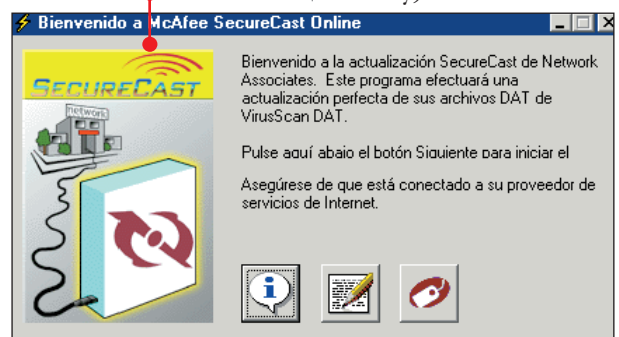 Bienvenido a McAfee SecureCast Online
SECURECAST
network
Bienvenido a la actualización SecureCast de Network
Associates. Este programa efectuará una
actualización perfecta de sus archivos DAT de
VirusScan DAT.
Pulse aquí abajo el botón Siguiente para iniciar el
Asegúrese de que está conectado a su proveedor de
servicios de Internet.